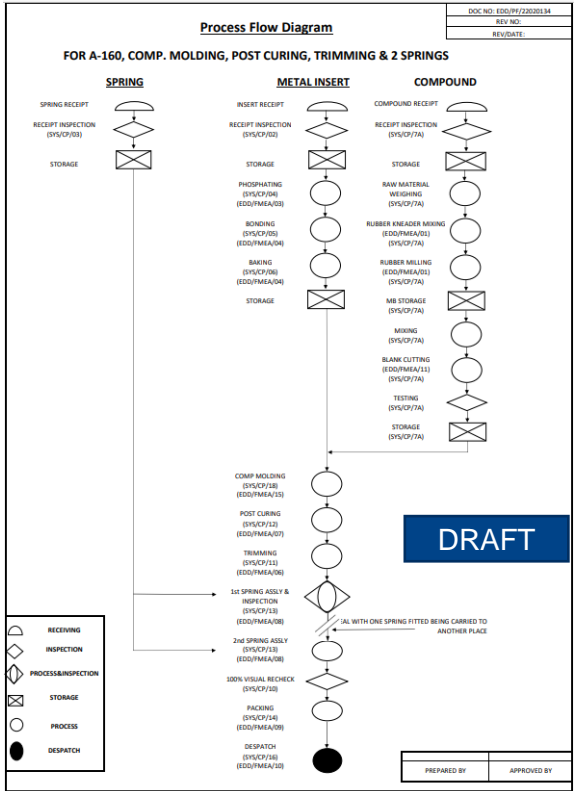 DOC NO: EDD/PF/22020134
REV NO:
REV/DATE:
Process Flow Diagram
FOR A-160, COMP. MOLDING, POST CURING, TRIMMING & 2 SPRINGS
SPRING
SPRING RECEIPT
RECEIPT INSPECTION
(SYS/CP/03)
STORAGE
METAL INSERT
INSERT RECEIPT
RECEIPT INSPECTION
(SYS/CP/02)
STORAGE
PHOSPHATING
(SYS/CP/04)
(EDD/FMEA/03)
BONDING
(SYS/CP/05)
(EDD/FMEA/04)
BAKING
(SYS/CP/06)
(EDD/FMEA/04)
STORAGE
COMPOUND
COMPOUND RECEIPT
RECEIPT INSPECTION
(SYS/CP/7A)
STORAGE
RAW MATERIAL
WEIGHING
(SYS/CP/7A)
RUBBER KNEADER MIXING
(EDD/FMEA/01)
(SYS/CP/7A)
RUBBER MILLING
(EDD/FMEA/01)
(SYS/CP/7A)
MB STORAGE
(SYS/CP/7A)
MIXING
(SYS/CP/7A)
BLANK CUTTING
(EDD/FMEA/11)
(SYS/CP/7A)
TESTING
(SYS/CP/7A)
STORAGE
(SYS/CP/7A)
COMP MOLDING
(SYS/CP/18)
(EDD/FMEA/15)
POST CURING
(SYS/CP/12)
(EDD/FMEA/07)
TRIMMING
(SYS/CP/11)
(EDD/FMEA/06)
DRAFT
1st SPRING ASSLY &
INSPECTION
(SYS/CP/13)
(EDD/FMEA/08)
EAL WITH ONE SPRING FITTED BEING CARRIED TO
ANOTHER PLACE
2nd SPRING ASSLY
(SYS/CP/13)
(EDD/FMEA/08)
100% VISUAL RECHECK
(SYS/CP/10)
PACKING
(SYS/CP/14)
(EDD/FMEA/09)
DESPATCH
(SYS/CP/16)
(EDD/FMEA/10)
RECEIVING
INSPECTION
PROCESS&INSPECTION
STORAGE
PROCESS
DESPATCH
PREPARED BY
APPROVED BY